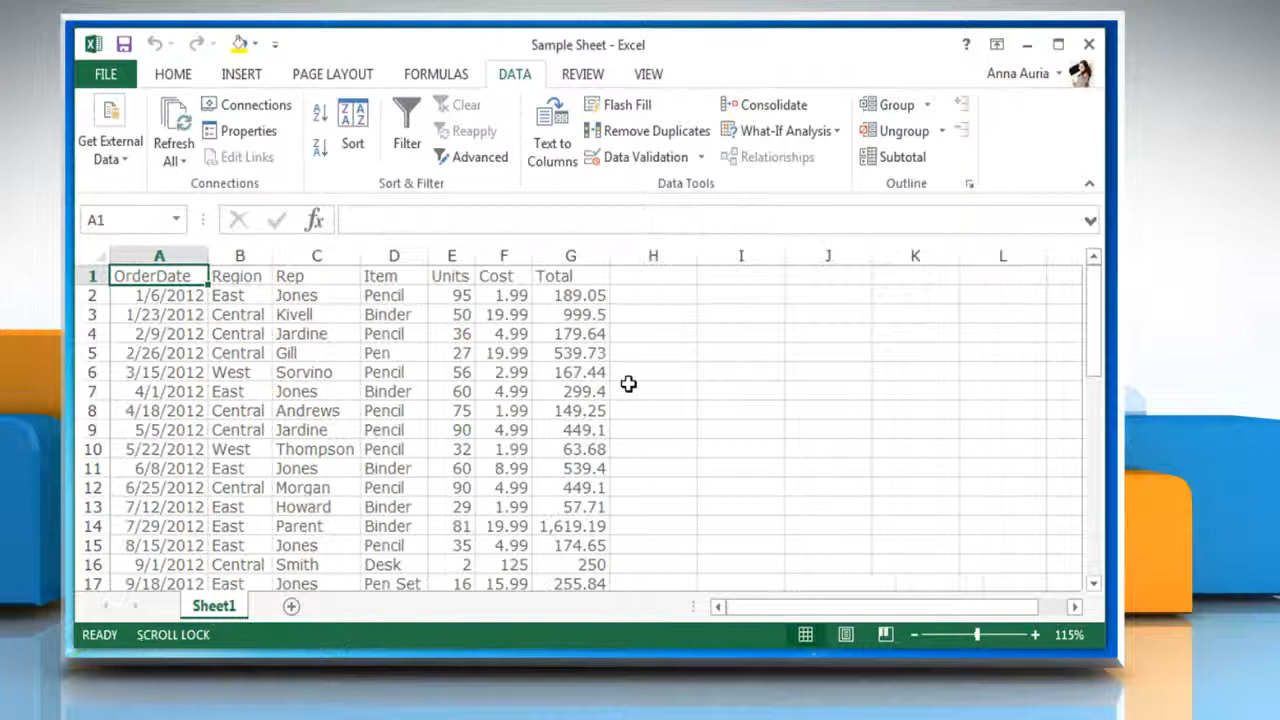 Sample Sheet - Excel
?
FILE HOME INSERT PAGE LAYOUT FORMULAS DATA REVIEW VIEW Anna Auria
Get External Data
Refresh All
Connections
Properties
Edit Links
Connections
Sort
Filter
Clear
Reapply
Advanced
Sort & Filter
Text to Columns
Flash Fill
Remove Duplicates
Data Validation
Consolidate
What-If Analysis
Relationships
Data Tools
Group
Ungroup
Subtotal
Outline
A1 fx
A B C D E F G H I J K L
1 OrderDate Region Rep Item Units Cost Total
2 1/6/2012 East Jones Pencil 95 1.99 189.05
3 1/23/2012 Central Kivell Binder 50 19.99 999.5
4 2/9/2012 Central Jardine Pencil 36 4.99 179.64
5 2/26/2012 Central Gill Pen 27 19.99 539.73
6 3/15/2012 West Sorvino Pencil 56 2.99 167.44
7 4/1/2012 East Jones Binder 60 4.99 299.4
8 4/18/2012 Central Andrews Pencil 75 1.99 149.25
9 5/5/2012 Central Jardine Pencil 90 4.99 449.1
10 5/22/2012 West Thompson Pencil 32 1.99 63.68
11 6/8/2012 East Jones Binder 60 8.99 539.4
12 6/25/2012 Central Morgan Pencil 90 4.99 449.1
13 7/12/2012 East Howard Binder 29 1.99 57.71
14 7/29/2012 East Parent Binder 81 19.99 1,619.19
15 8/15/2012 East Jones Pencil 35 4.99 174.65
16 9/1/2012 Central Smith Desk 2 125 250
17 9/18/2012 East Jones Pen Set 16 15.99 255.84
Sheet1
READY SCROLL LOCK 115%